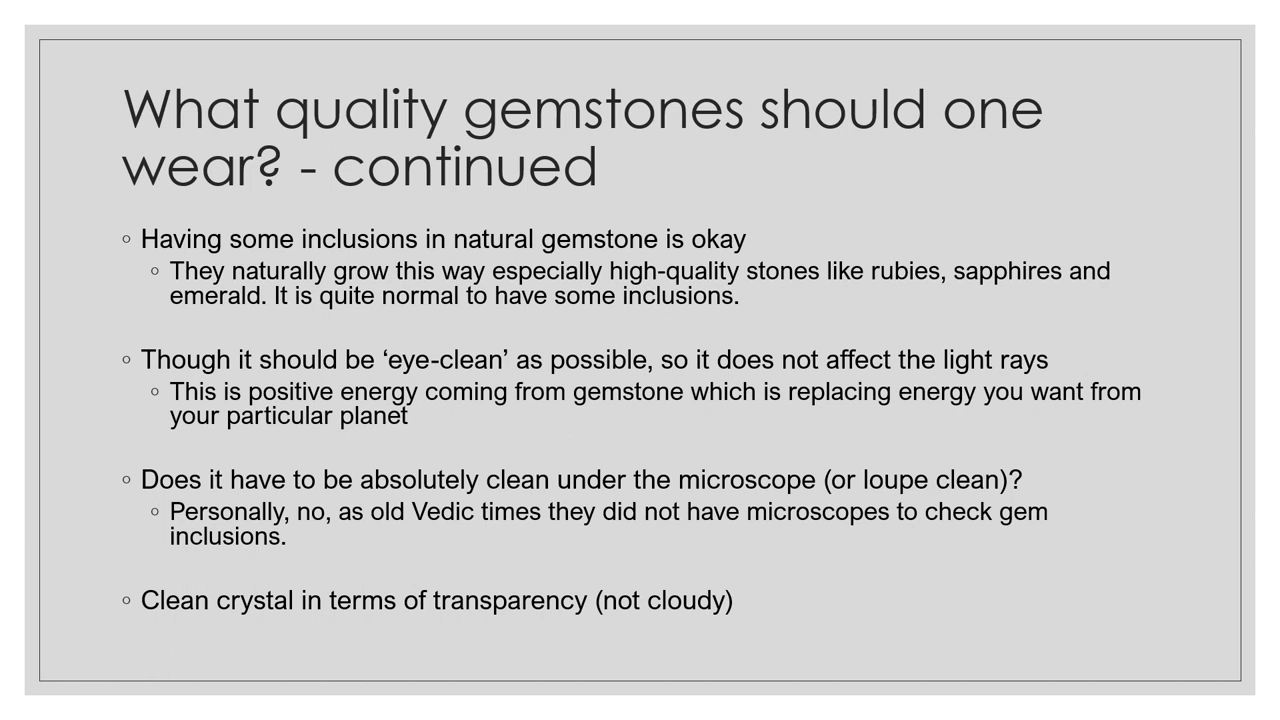 What quality gemstones should one
wear? - continued
◦ Having some inclusions in natural gemstone is okay
◦ They naturally grow this way especially high-quality stones like rubies, sapphires and
emerald. It is quite normal to have some inclusions.
◦ Though it should be ‘eye-clean’ as possible, so it does not affect the light rays
◦ This is positive energy coming from gemstone which is replacing energy you want from
your particular planet
◦ Does it have to be absolutely clean under the microscope (or loupe clean)?
◦ Personally, no, as old Vedic times they did not have microscopes to check gem
inclusions.
◦ Clean crystal in terms of transparency (not cloudy)